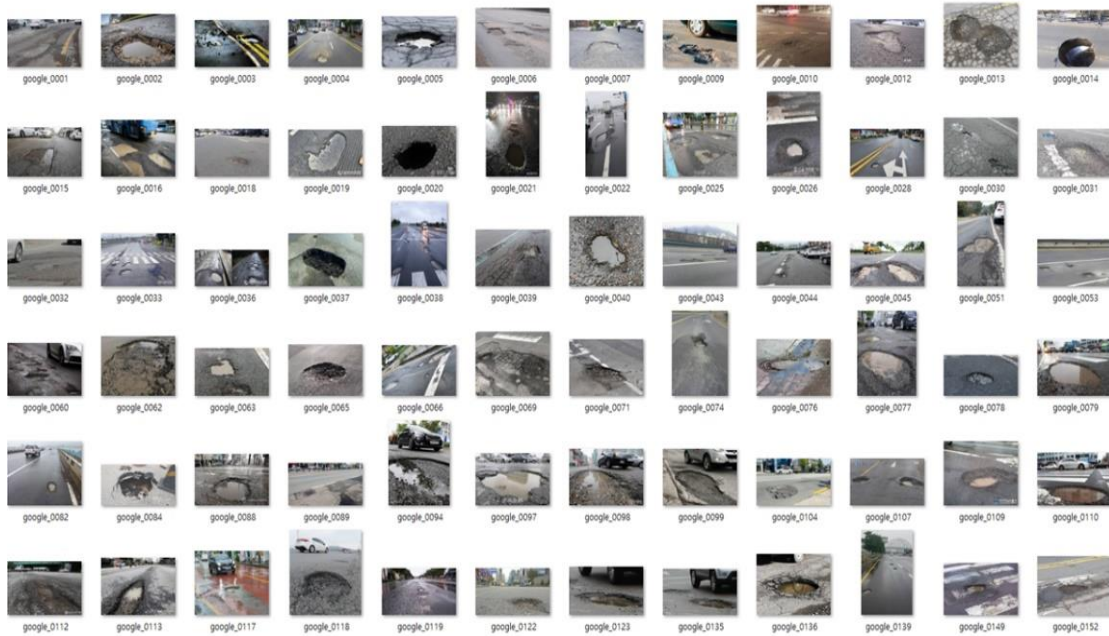 google_0001 google_0002 google_0003 google_0004 google_0005 google_0006 google_0007 google_0009 google_0010 google_0012 google_0013 google_0014
google_0015 google_0016 google_0018 google_0019 google_0020 google_0021 google_0022 google_0025 google_0026 google_0028 google_0030 google_0031
google_0032 google_0033 google_0036 google_0037 google_0038 google_0039 google_0040 google_0043 google_0044 google_0045 google_0051 google_0053
google_0060 google_0062 google_0063 google_0065 google_0066 google_0069 google_0071 google_0074 google_0076 google_0077 google_0078 google_0079
google_0082 google_0084 google_0088 google_0089 google_0094 google_0097 google_0098 google_0099 google_0104 google_0107 google_0109 google_0110
google_0112 google_0113 google_0117 google_0118 google_0119 google_0122 google_0123 google_0135 google_0136 google_0139 google_0149 google_0152